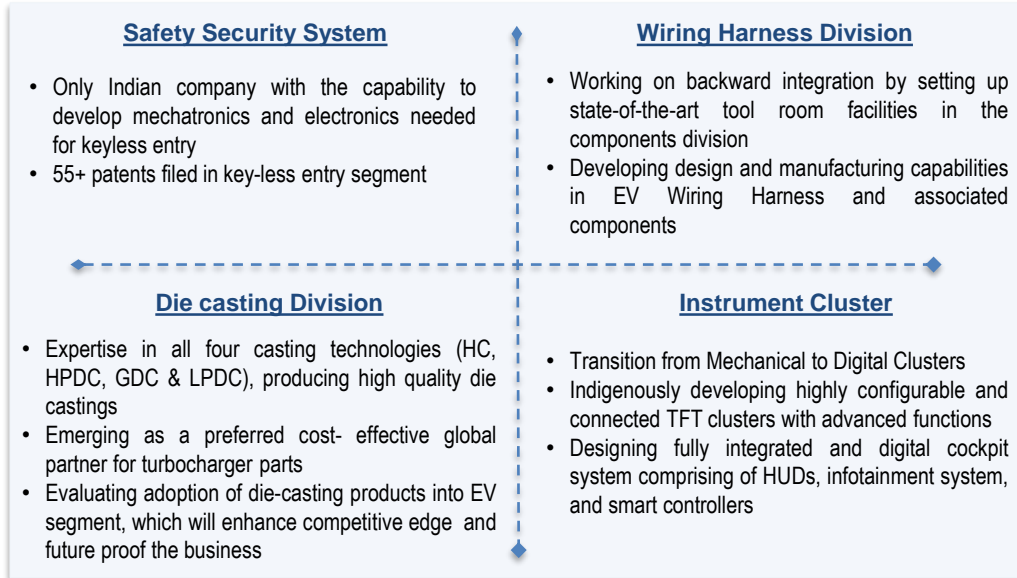 Safety Security System
• Only Indian company with the capability to
develop mechatronics and electronics needed
for keyless entry
• 55+ patents filed in key-less entry segment
Wiring Harness Division
• Working on backward integration by setting up
state-of-the-art tool room facilities in the
components division
• Developing design and manufacturing capabilities
in EV Wiring Harness and associated
components
Die casting Division
• Expertise in all four casting technologies (HC,
HPDC, GDC & LPDC), producing high quality die
castings
• Emerging as a preferred cost- effective global
partner for turbocharger parts
• Evaluating adoption of die-casting products into EV
segment, which will enhance competitive edge and
future proof the business
Instrument Cluster
• Transition from Mechanical to Digital Clusters
• Indigenously developing highly configurable and
connected TFT clusters with advanced functions
• Designing fully integrated and digital cockpit
system comprising of HUDs, infotainment system,
and smart controllers